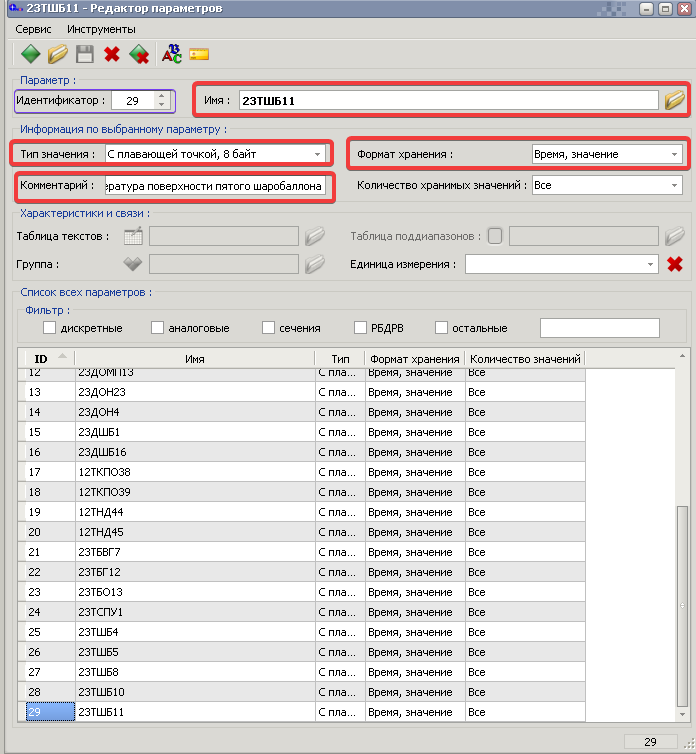 23ТШБ11 - Редактор параметров
Сервис Инструменты
Параметр :
Идентификатор : 29 Имя : 23ТШБ11
Информация по выбранному параметру :
Тип значения : С плавающей точкой, 8 байт Формат хранения : Время, значение
Комментарий : ература поверхности пятого шаробаллона Количество хранимых значений : Все
Характеристики и связи :
Таблица текстов : Таблица поддиапазонов :
Группа : Единица измерения :
Список всех параметров :
Фильтр :
дискретные аналоговые сечения РБДРВ остальные
ID Имя Тип Формат хранения Количество значений
12 23ДОМП13 С пла... Время, значение Все
13 23ДОН23 С пла... Время, значение Все
14 23ДОН4 С пла... Время, значение Все
15 23ДШБ1 С пла... Время, значение Все
16 23ДШБ16 С пла... Время, значение Все
17 12ТКПО38 С пла... Время, значение Все
18 12ТКПО39 С пла... Время, значение Все
19 12ТНД44 С пла... Время, значение Все
20 12ТНД45 С пла... Время, значение Все
21 23ТБВГ7 С пла... Время, значение Все
22 23ТБГ12 С пла... Время, значение Все
23 23ТБО13 С пла... Время, значение Все
24 23ТСПУ1 С пла... Время, значение Все
25 23ТШБ4 С пла... Время, значение Все
26 23ТШБ5 С пла... Время, значение Все
27 23ТШБ8 С пла... Время, значение Все
28 23ТШБ10 С пла... Время, значение Все
29 23ТШБ11 С пла... Время, значение Все
29